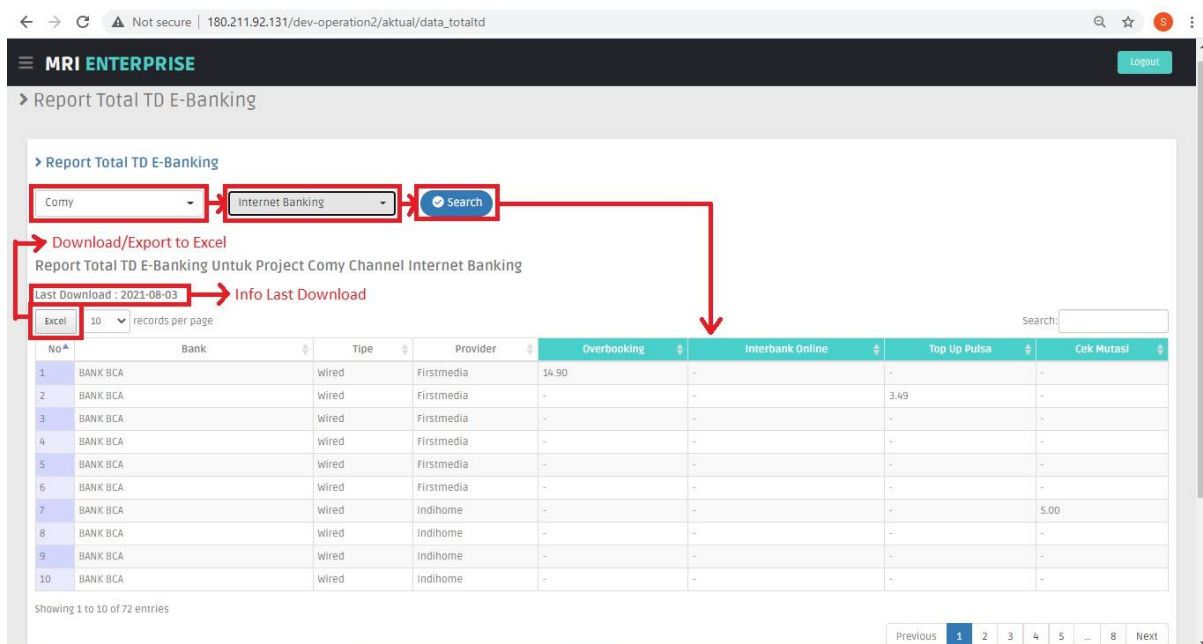 Not secure | 180.211.92.131/dev-operation2/aktual/data_totaltd
S
MRI ENTERPRISE
Logout
Report Total TD E-Banking
Report Total TD E-Banking
Comy Internet Banking Search
Download/Export to Excel
Report Total TD E-Banking Untuk Project Comy Channel Internet Banking
Last Download : 2021-08-03 Info Last Download
Excel 10 records per page Search:
No Bank Tipe Provider Overbooking Interbank Online Top Up Pulsa Cek Mutasi
1 BANK BCA Wired Firstmedia 14.90 - - -
2 BANK BCA Wired Firstmedia - - 3.49 -
3 BANK BCA Wired Firstmedia - - - -
4 BANK BCA Wired Firstmedia - - - -
5 BANK BCA Wired Firstmedia - - - -
6 BANK BCA Wired Firstmedia - - - -
7 BANK BCA Wired Indihome - - - 5.00
8 BANK BCA Wired Indihome - - - -
9 BANK BCA Wired Indihome - - - -
10 BANK BCA Wired Indihome - - - -
Showing 1 to 10 of 72 entries
Previous 1 2 3 4 5 ... 8 Next